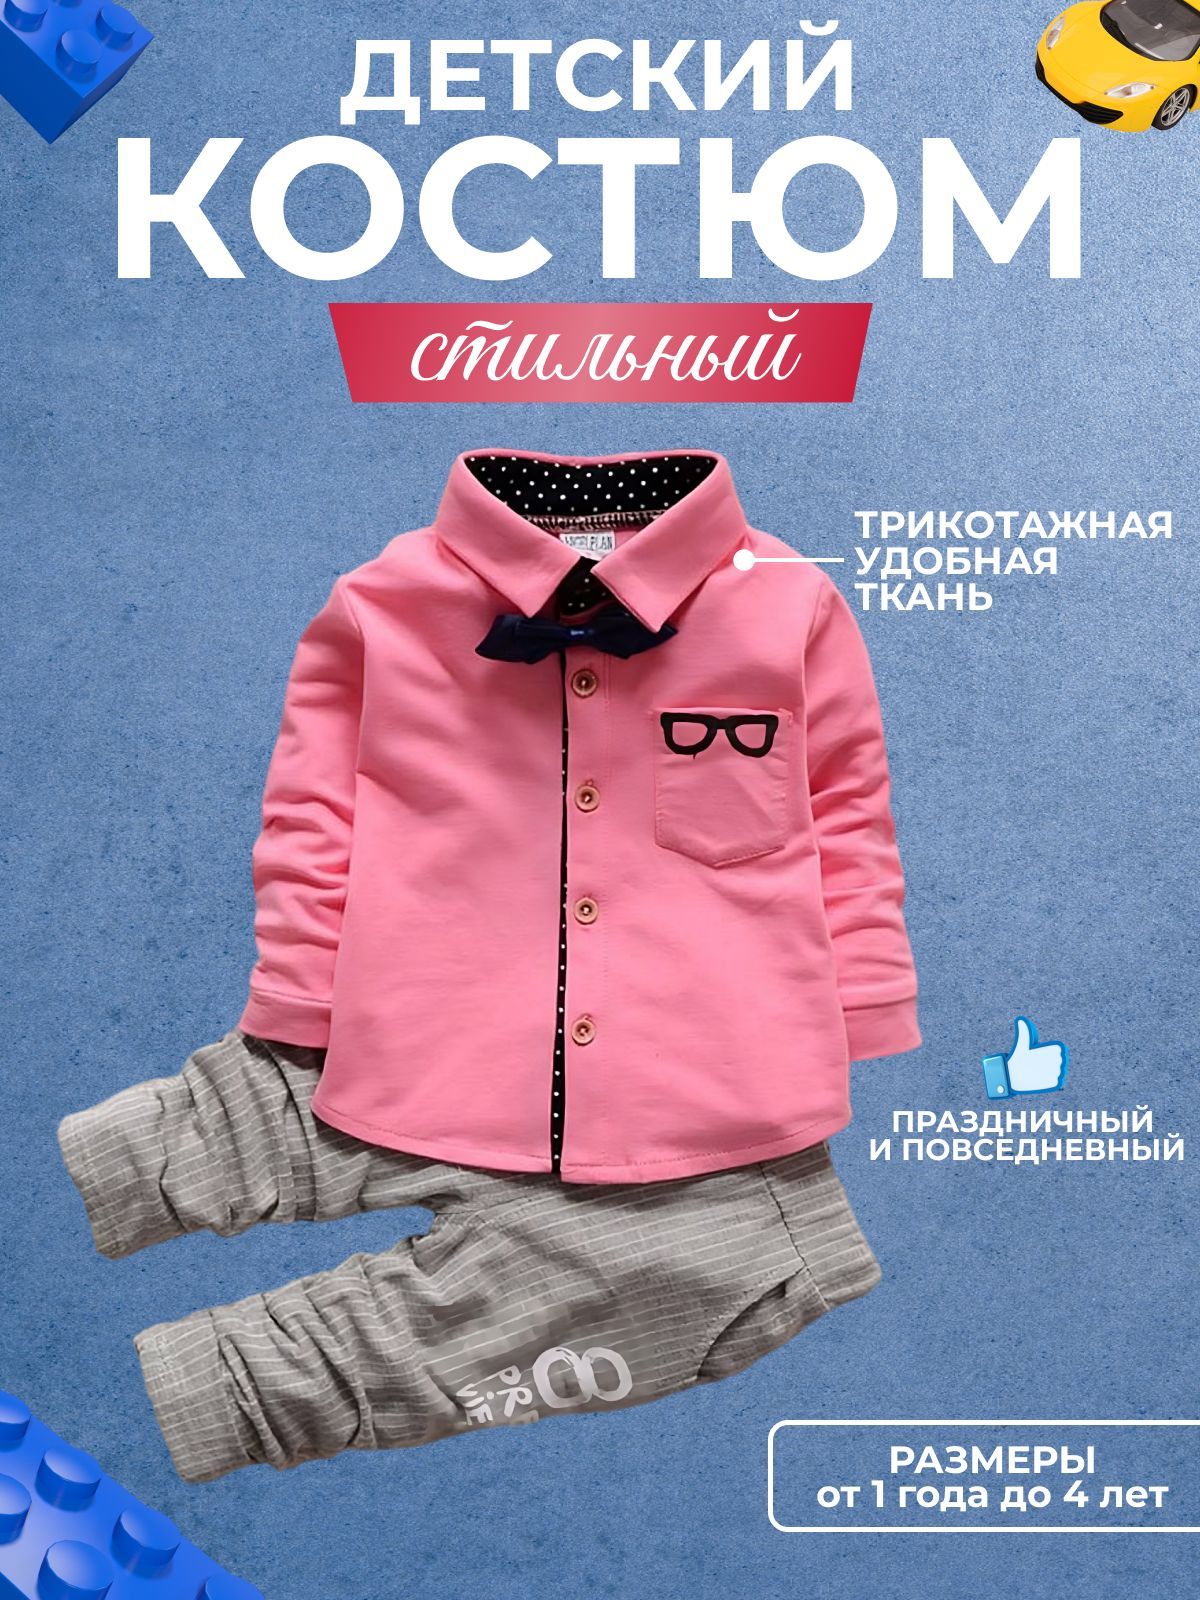 ДЕТСКИЙ
КОСТЮМ
стильный
ТРИКОТАЖНАЯ
УДОБНАЯ
ТКАНЬ
ПРАЗДНИЧНЫЙ
И ПОВСЕДНЕВНЫЙ
РАЗМЕРЫ
от 1 года до 4 лет